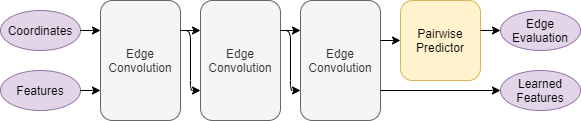 Coordinates
Features
Edge
Convolution
Edge
Convolution
Edge
Convolution
Pairwise
Predictor
Edge
Evaluation
Learned
Features